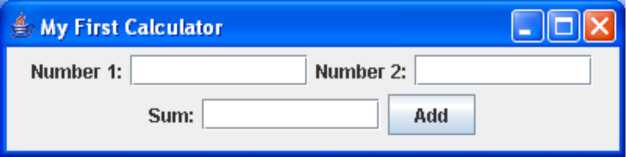 My First Calculator
Number 1: Number 2:
Sum: Add